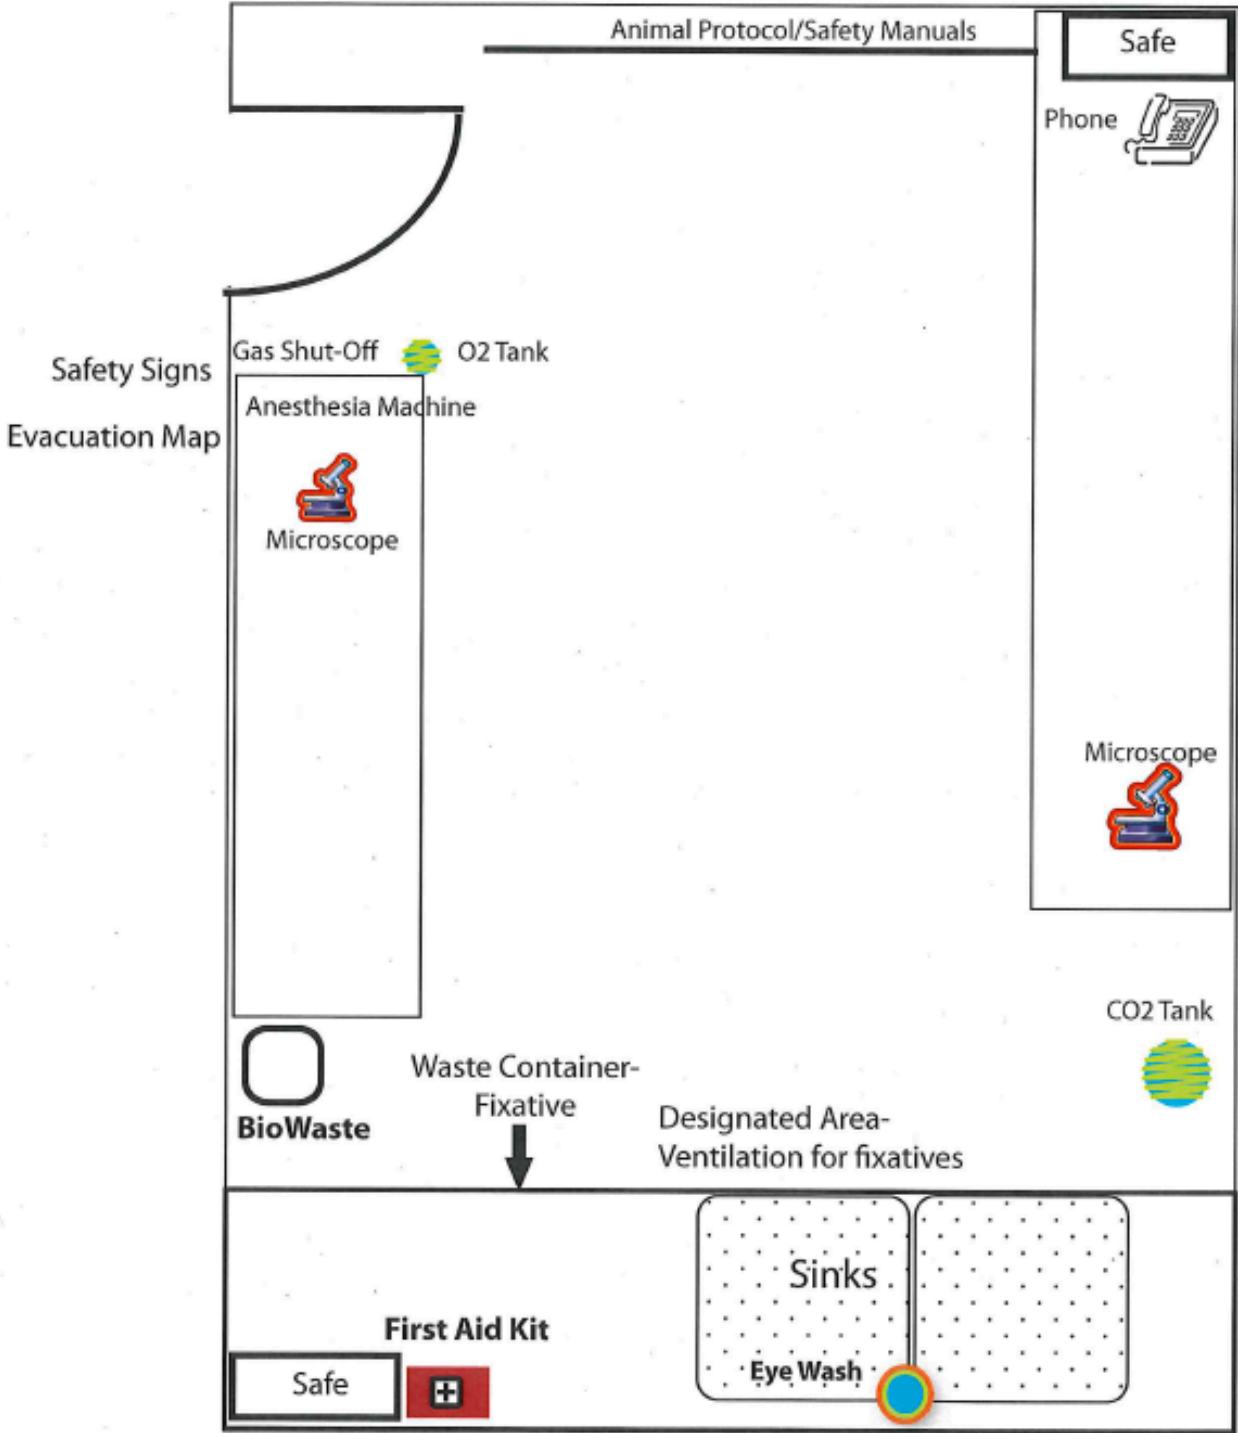 Animal Protocol/Safety Manuals
Safe
Phone
Safety Signs
Gas Shut-Off
O2 Tank
Evacuation Map
Anesthesia Machine
Microscope
Microscope
CO2 Tank
BioWaste
Waste Container-
Fixative
Designated Area-
Ventilation for fixatives
Sinks
First Aid Kit
Safe
Eye Wash